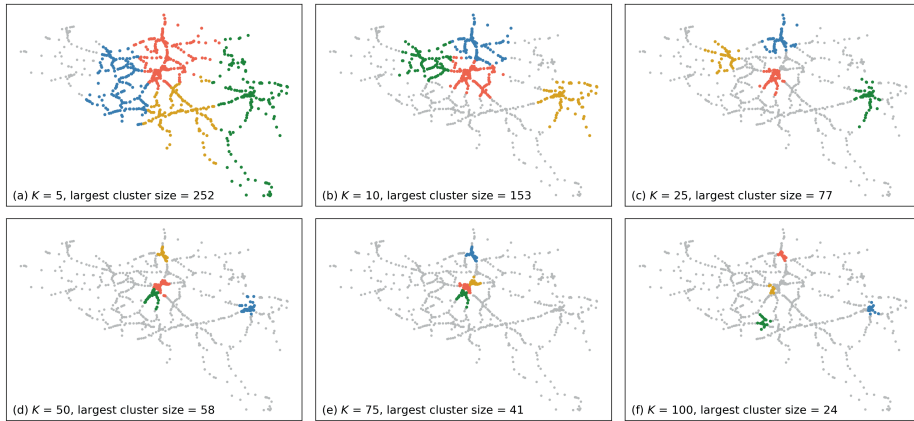 (a) K = 5, largest cluster size = 252
(b) K = 10, largest cluster size = 153
(c) K = 25, largest cluster size = 77
(d) K = 50, largest cluster size = 58
(e) K = 75, largest cluster size = 41
(f) K = 100, largest cluster size = 24